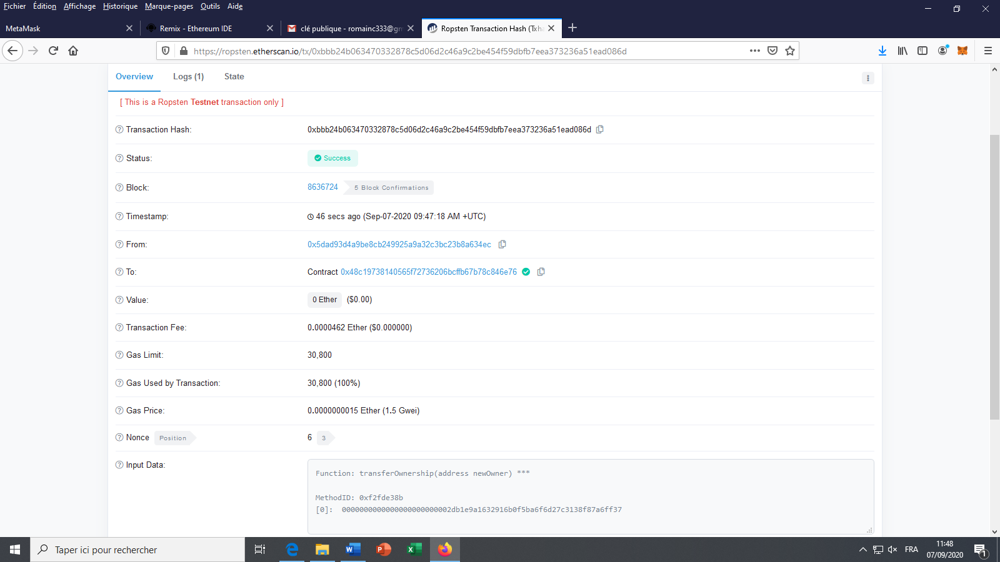 Fichier Édition Affichage Historique Marque-pages Outils Aide
MetaMask
Remix - Ethereum IDE
clé publique - romainc333@gm
Ropsten Transaction Hash (Txha
https://ropsten.etherscan.io/tx/0xbbb24b063470332878c5d06d2c46a9c2be454f59dbfb7eea373236a51ead086d
Overview Logs (1) State
[ This is a Ropsten Testnet transaction only ]
Transaction Hash: 0xbbb24b063470332878c5d06d2c46a9c2be454f59dbfb7eea373236a51ead086d
Status: Success
Block: 8636724 5 Block Confirmations
Timestamp: 46 secs ago (Sep-07-2020 09:47:18 AM +UTC)
From: 0x5dad93d4a9be8cb249925a9a32c3bc23b8a634ec
To: Contract 0x48c19738140565f72736206bcffb67b78c846e76
Value: 0 Ether ($0.00)
Transaction Fee: 0.0000462 Ether ($0.000000)
Gas Limit: 30,800
Gas Used by Transaction: 30,800 (100%)
Gas Price: 0.0000000015 Ether (1.5 Gwei)
Nonce Position 6 3
Input Data:
Function: transferOwnership(address newOwner) ***
MethodID: 0xf2fde38b
[0]: 0000000000000000000000002db1e9a1632916b0f5ba6f6d27c3138f87a6ff37
Taper ici pour rechercher
FRA
11:48
07/09/2020
1